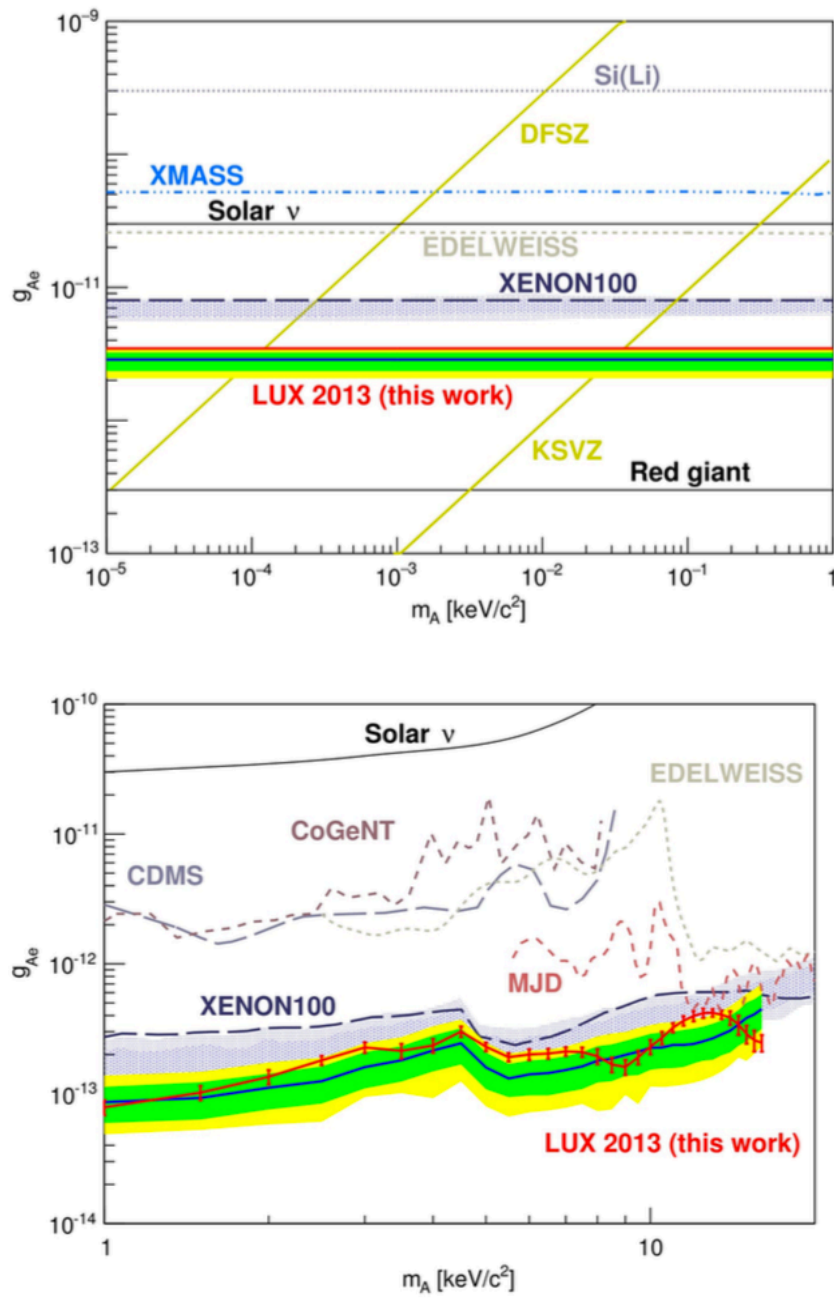 10⁻⁹
Si(Li)
DFSZ
XMASS
Solar ν
EDELWEISS
10⁻¹¹
XENON100
g_Ae
LUX 2013 (this work)
KSVZ
Red giant
10⁻¹³
10⁻⁵ 10⁻⁴ 10⁻³ 10⁻² 10⁻¹ 1
m_A [keV/c²]
10⁻¹⁰
Solar ν
EDELWEISS
10⁻¹¹
CoGeNT
CDMS
10⁻¹²
g_Ae
MJD
XENON100
10⁻¹³
LUX 2013 (this work)
10⁻¹⁴
1 10
m_A [keV/c²]